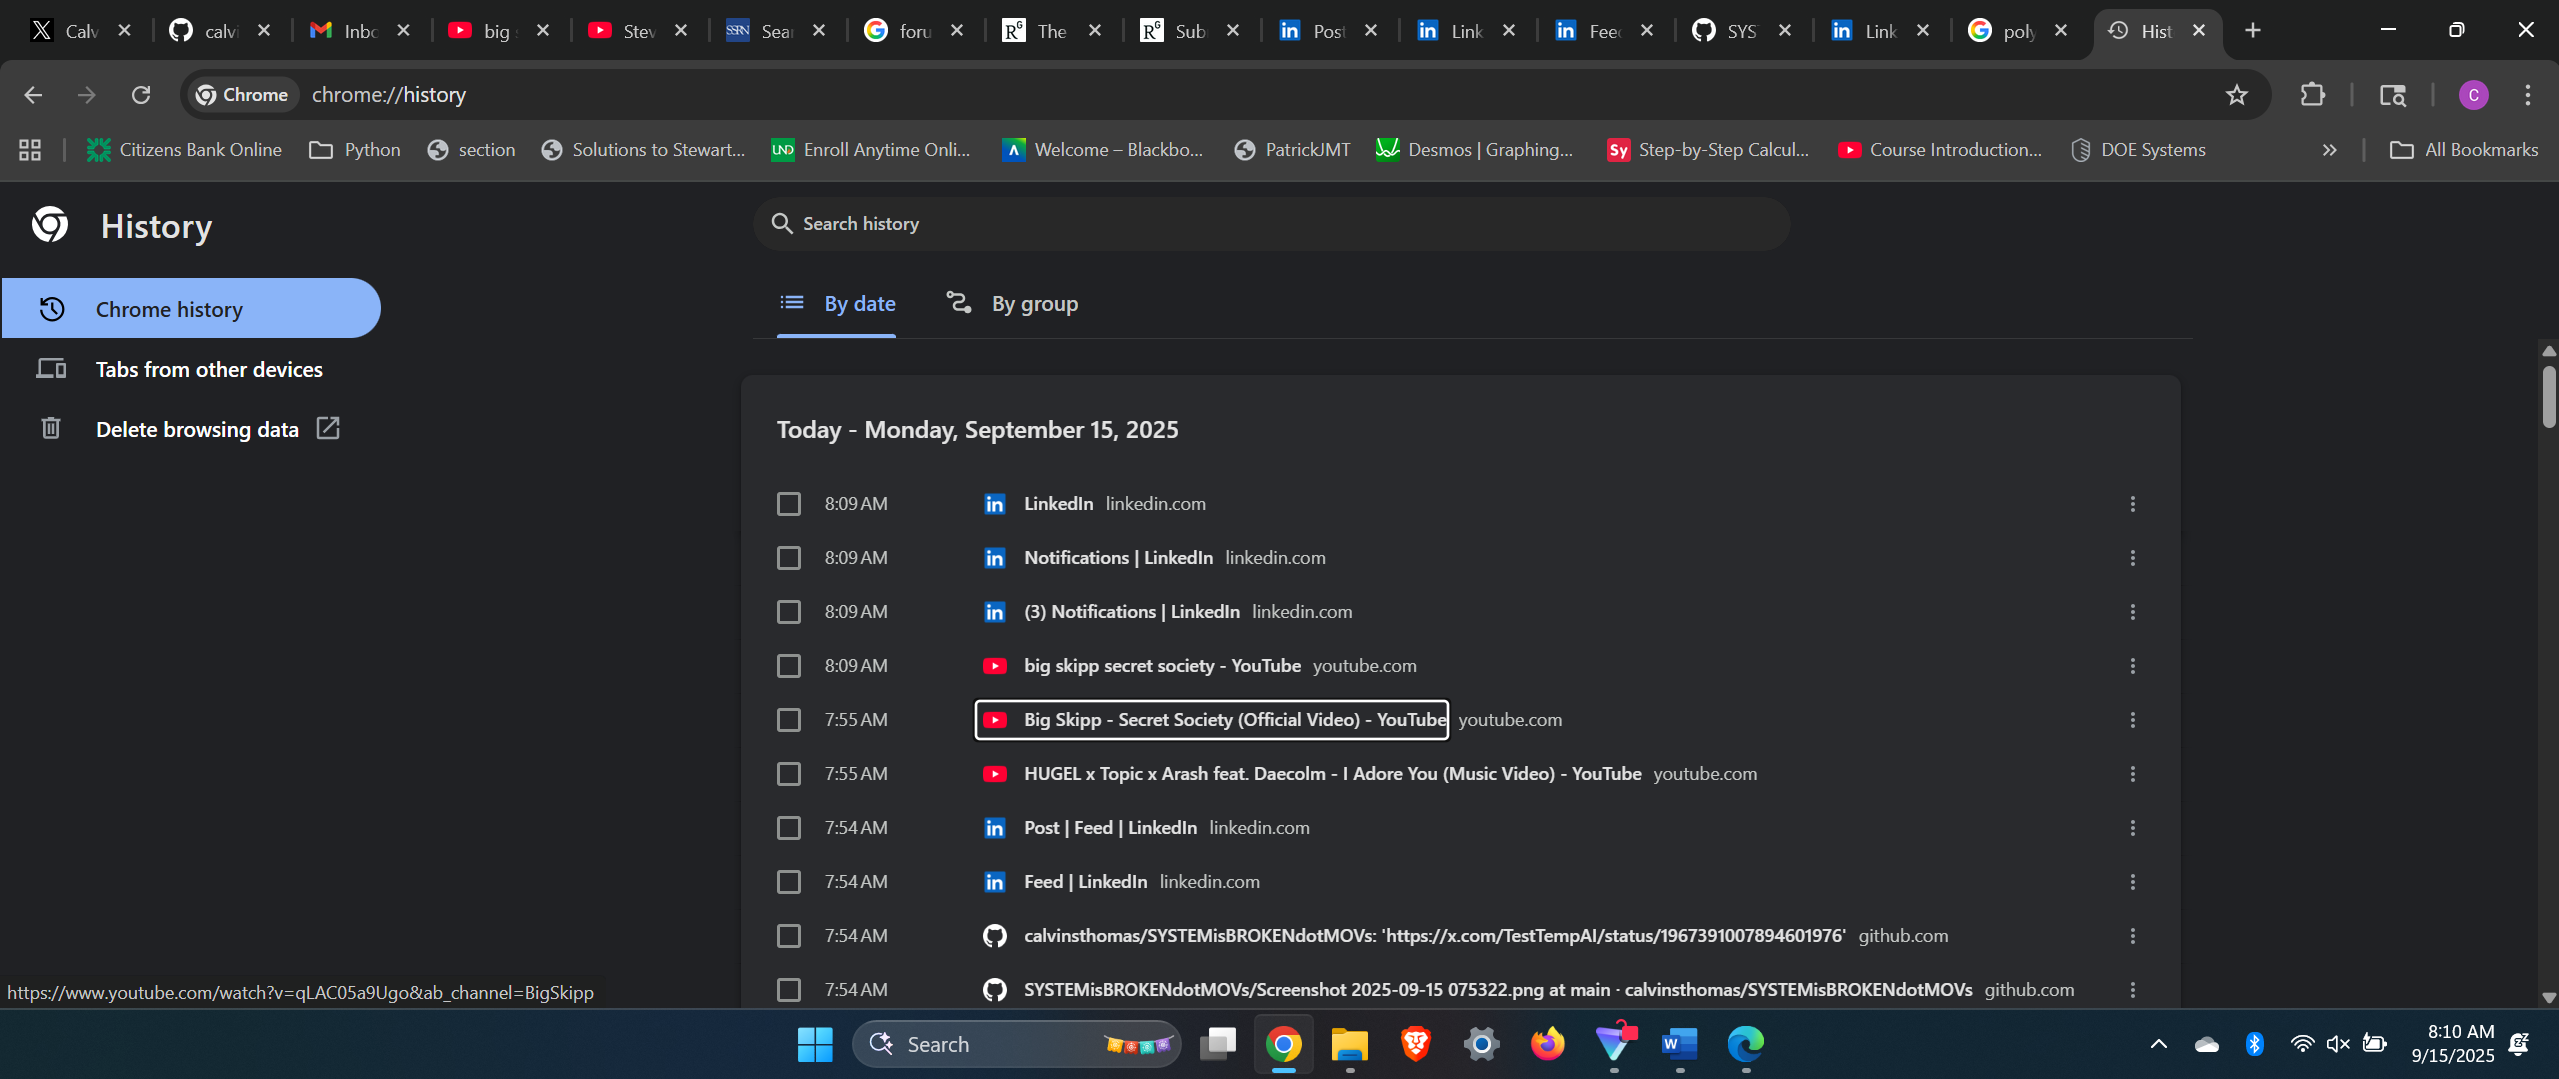 Calv
calvi
Inbo
big
Stev
SSRN Sear
foru
RG The
RG Sub
Post
Link
Feed
SYS
Link
poly
Hist
Chrome chrome://history
C
Citizens Bank Online
Python
section
Solutions to Stewart...
UND Enroll Anytime Onli...
Welcome – Blackbo...
PatrickJMT
Desmos | Graphing...
Sy Step-by-Step Calcul...
Course Introduction...
DOE Systems
All Bookmarks
History
Search history
Chrome history
Tabs from other devices
Delete browsing data
By date
By group
Today - Monday, September 15, 2025
8:09 AM LinkedIn linkedin.com
8:09 AM Notifications | LinkedIn linkedin.com
8:09 AM (3) Notifications | LinkedIn linkedin.com
8:09 AM big skipp secret society - YouTube youtube.com
7:55 AM Big Skipp - Secret Society (Official Video) - YouTube youtube.com
7:55 AM HUGEL x Topic x Arash feat. Daecolm - I Adore You (Music Video) - YouTube youtube.com
7:54 AM Post | Feed | LinkedIn linkedin.com
7:54 AM Feed | LinkedIn linkedin.com
7:54 AM calvinsthomas/SYSTEMisBROKENdotMOVs: 'https://x.com/TestTempAI/status/1967391007894601976' github.com
7:54 AM SYSTEMisBROKENdotMOVs/Screenshot 2025-09-15 075322.png at main · calvinsthomas/SYSTEMisBROKENdotMOVs github.com
https://www.youtube.com/watch?v=qLAC05a9Ugo&ab_channel=BigSkipp
Search
8:10 AM
9/15/2025